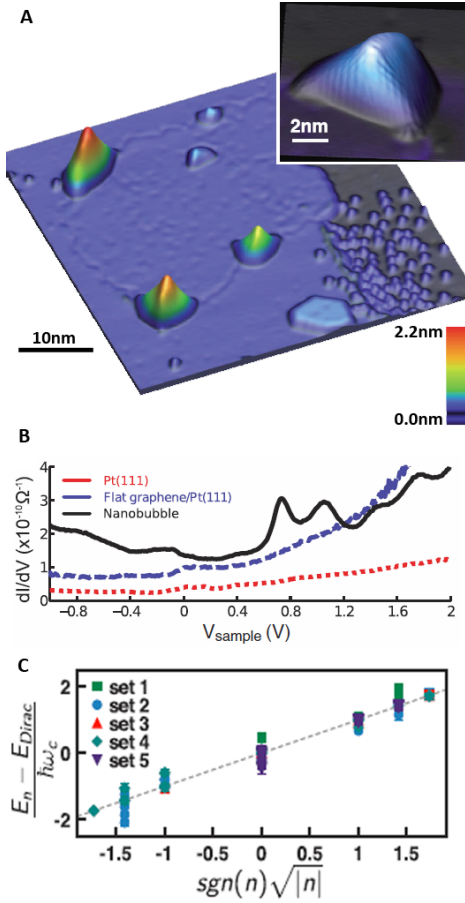 A
2nm
10nm
2.2nm
0.0nm
B
dI/dV (x10⁻¹⁰Ω⁻¹)
4
3
2
1
0
Pt(111)
Flat graphene/Pt(111)
Nanobubble
−0.8 −0.4 0 0.4 0.8 1.2 1.6 2
V_sample (V)
C
E_n − E_Dirac / ħω_c
2
0
-2
set 1
set 2
set 3
set 4
set 5
-1.5 -1 -0.5 0 0.5 1 1.5
sgn(n)√|n|